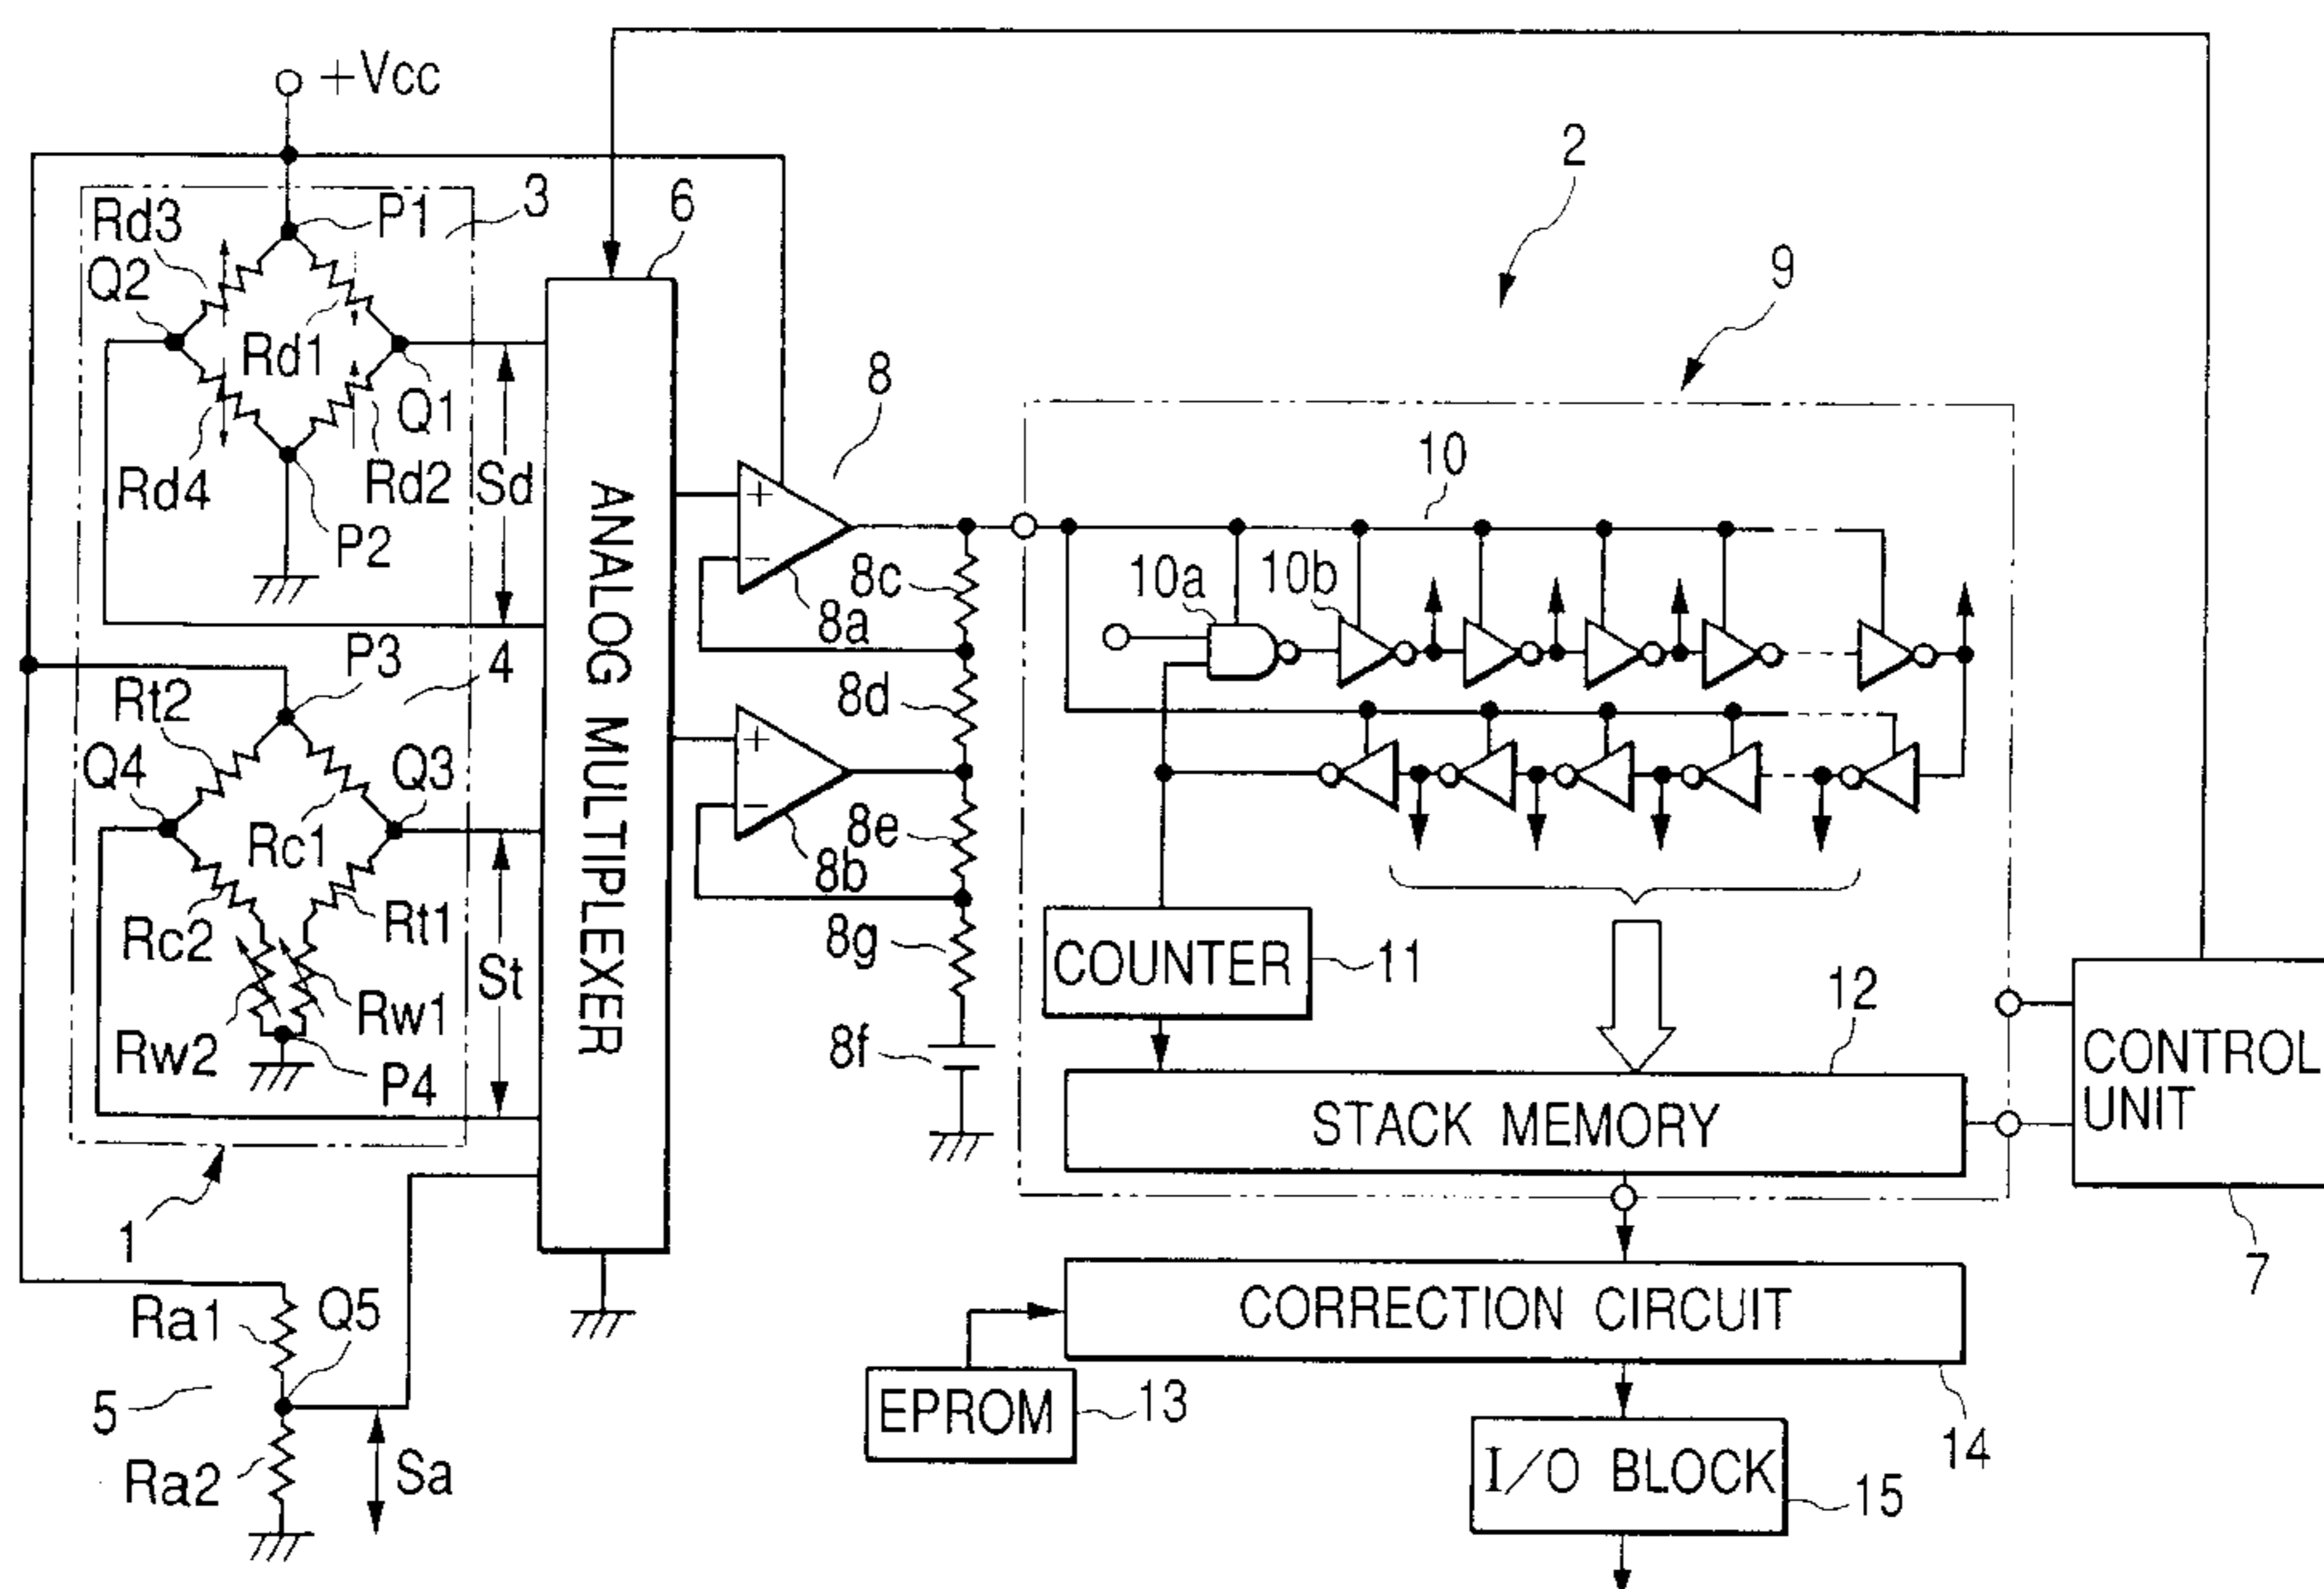 +Vcc
2
Rd3
P1
3
6
Q2
9
Rd1
8
Q1
Rd4
Rd2
Sd
10
P2
8c
10a
10b
8a
P3
4
Rt2
8d
Q4
Q3
Rc1
8e
8b
Rc2
Rt1
8g
COUNTER
11
St
12
Rw1
Rw2
8f
P4
CONTROL
UNIT
ANALOG MULTIPLEXER
STACK MEMORY
1
7
Ra1
Q5
CORRECTION CIRCUIT
5
EPROM
13
14
Ra2
Sa
I/O BLOCK
15